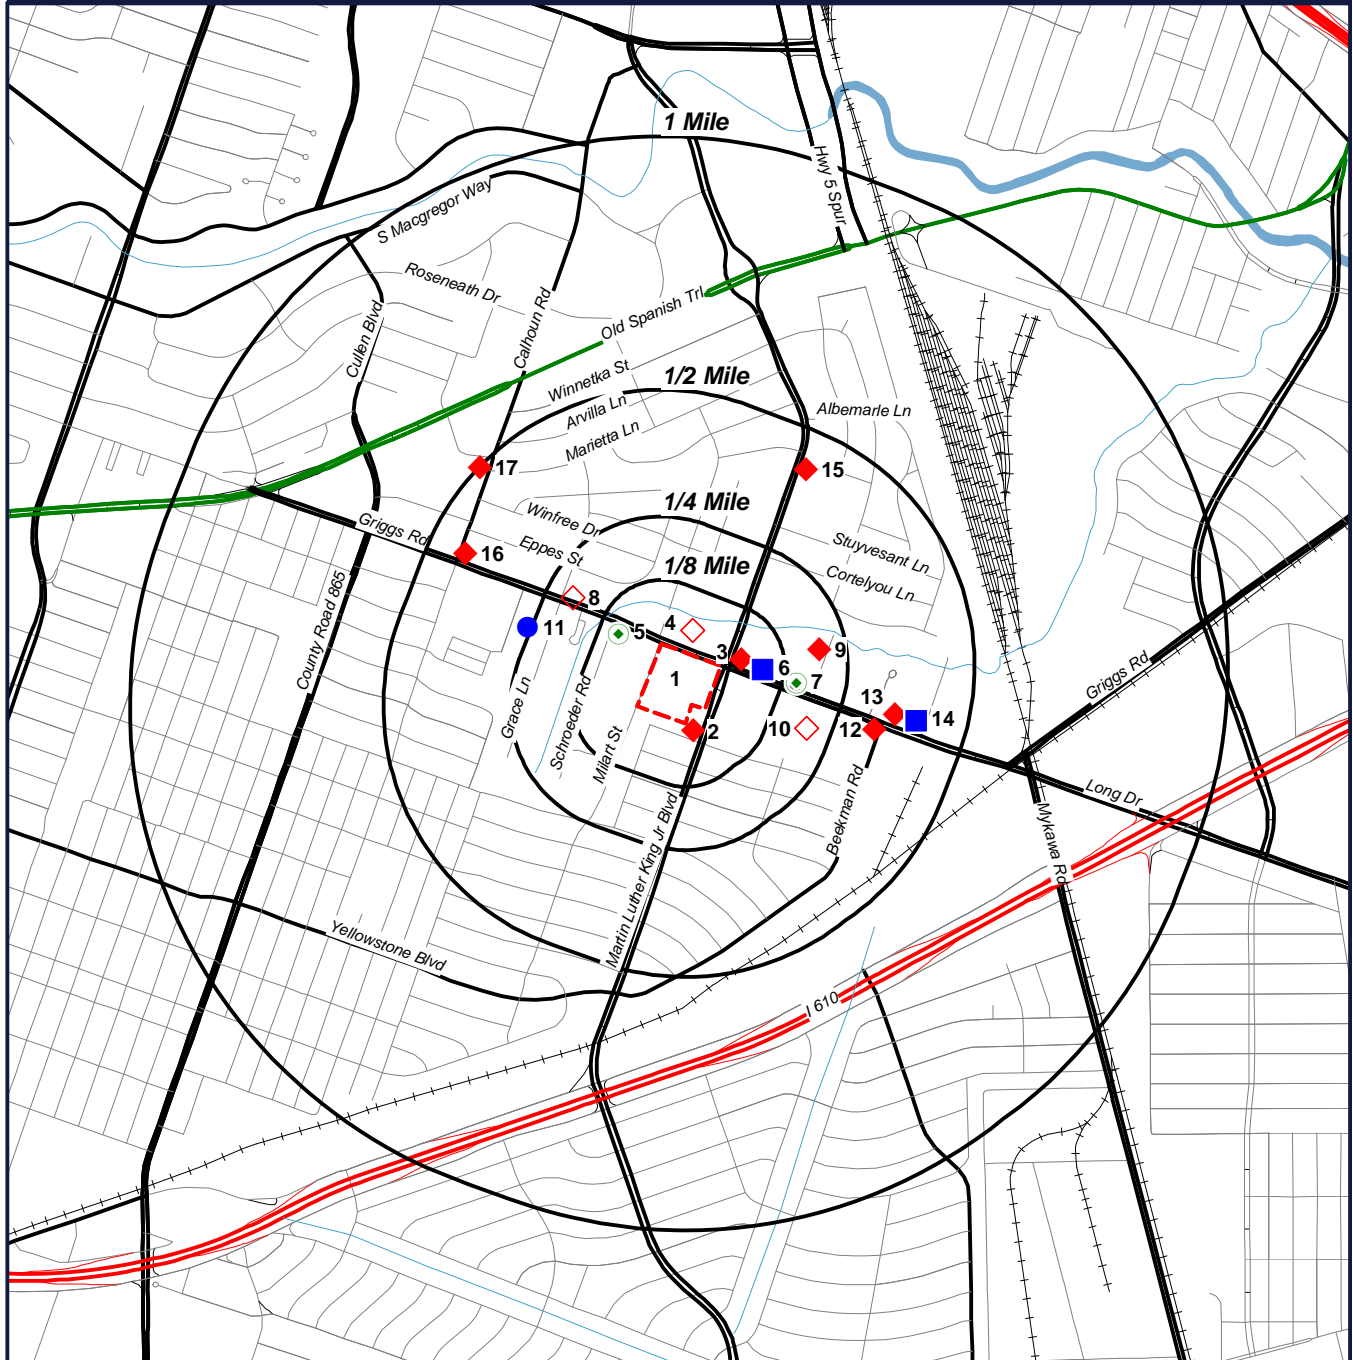 1 Mile
Hwy 5 Spur
S Macgregor Way
Roseneath Dr
Calhoun Rd
Old Spanish Trl
Cullen Blvd
Winnetka St
1/2 Mile
Arvilla Ln
Albemarle Ln
Marietta Ln
17
15
1/4 Mile
Winfree Dr
Griggs Rd
Eppes St
16
Stuyvesant Ln
1/8 Mile
Cortelyou Ln
County Road 865
8
11
5
4
3
9
6
1
7
Griggs Rd
Grace Ln
Schroeder Rd
Milart St
2
10
13
12
14
Long Dr
Beekman Rd
Mykawa Rd
Martin Luther King Jr Blvd
Yellowstone Blvd
I 610